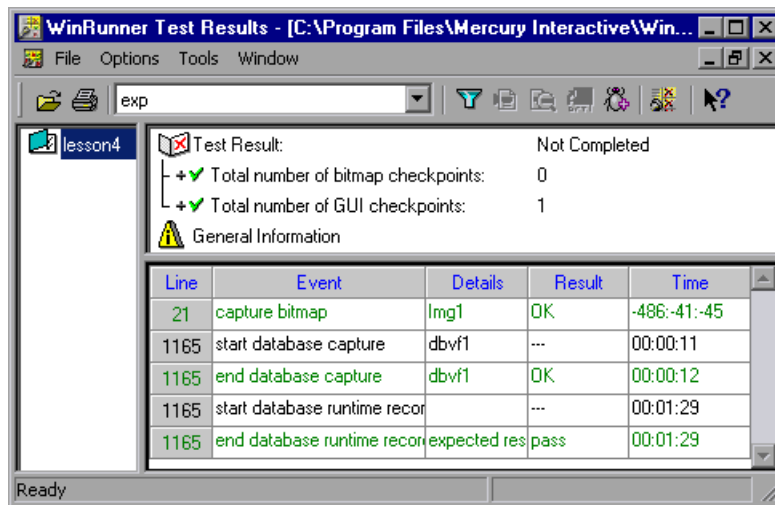 WinRunner Test Results - [C:\Program Files\Mercury Interactive\Win...
File Options Tools Window
exp
lesson4
Test Result: Not Completed
Total number of bitmap checkpoints: 0
Total number of GUI checkpoints: 1
General Information
Line Event Details Result Time
21 capture bitmap Img1 OK -486:-41:-45
1165 start database capture dbvf1 --- 00:00:11
1165 end database capture dbvf1 OK 00:00:12
1165 start database runtime recor --- 00:01:29
1165 end database runtime recor expected res pass 00:01:29
Ready